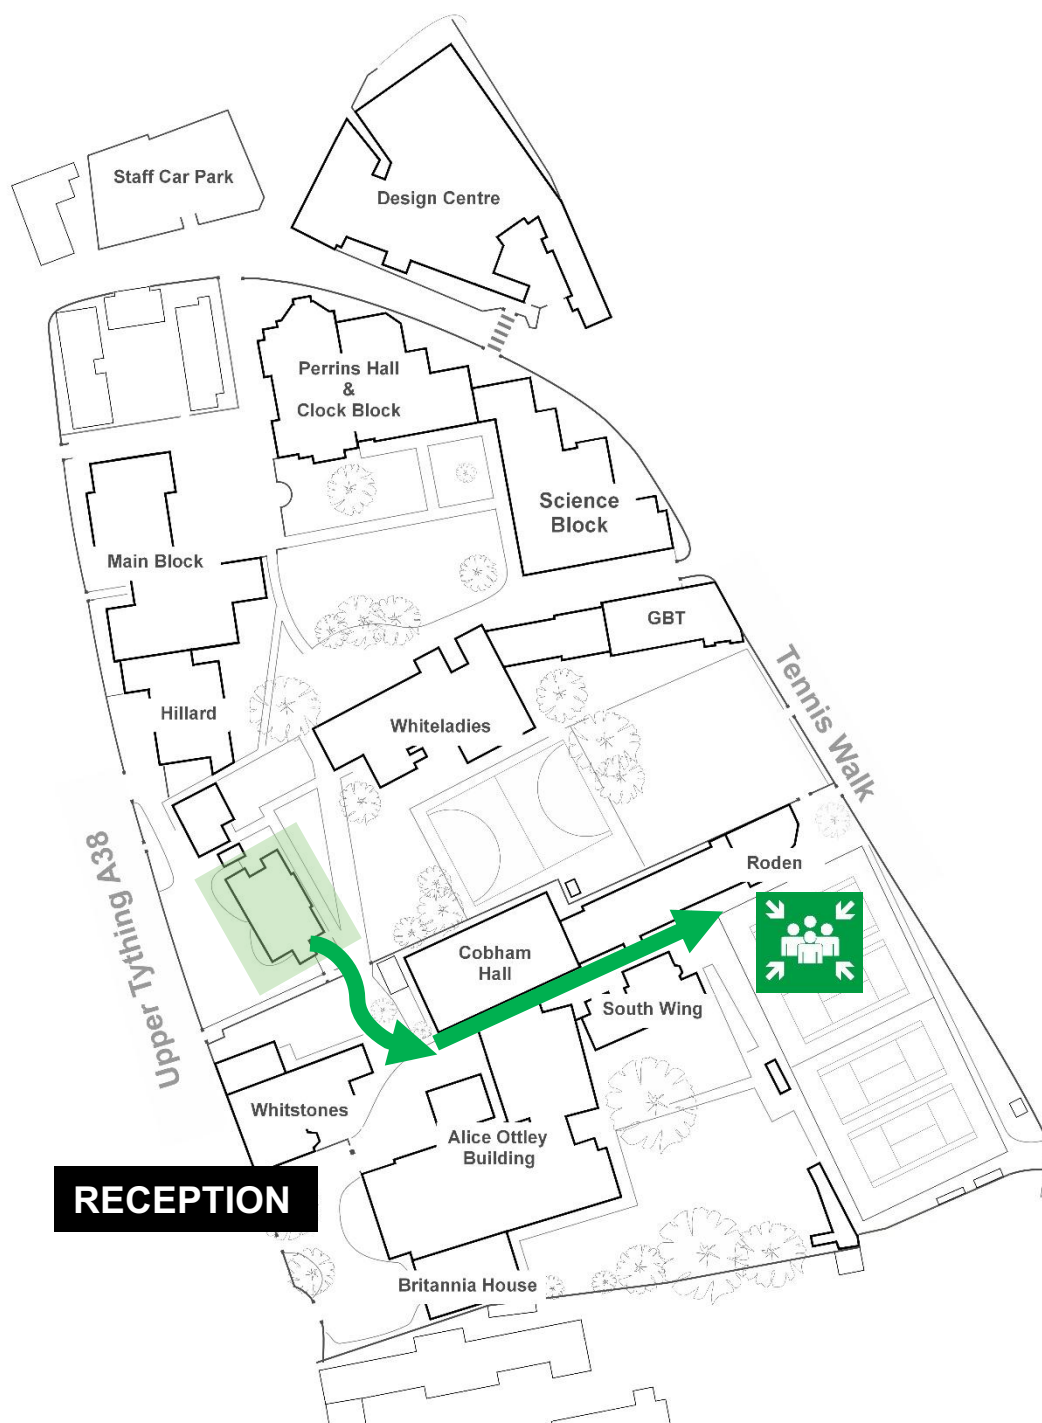 Staff Car Park
Design Centre
Perrins Hall
&
Clock Block
Science
Block
Main Block
GBT
Hillard
Whiteladies
Tennis Walk
Upper Tything A38
Roden
Cobham
Hall
South Wing
Whitstones
Alice Ottley
Building
RECEPTION
Britannia House